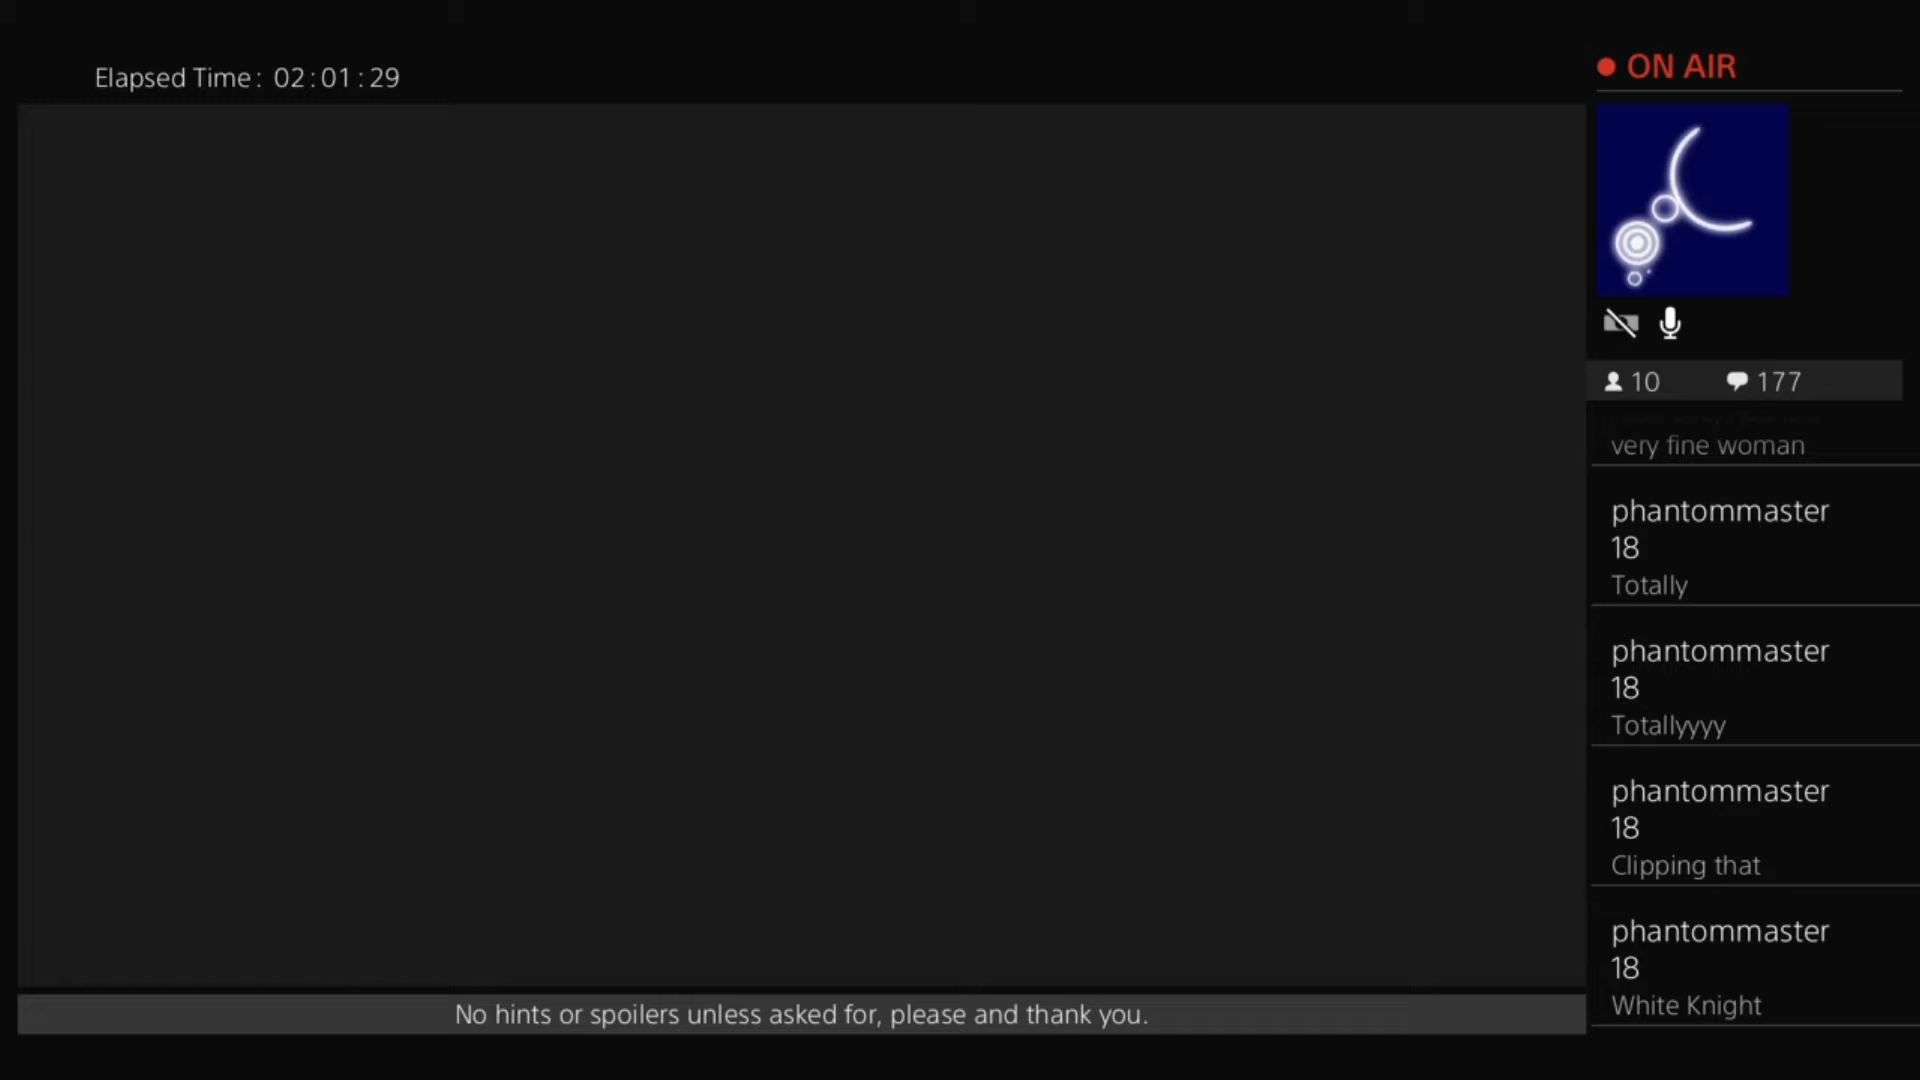 Elapsed Time: 02:01:29
ON AIR
10
177
very fine woman
phantommaster
18
Totally
phantommaster
18
Totallyyyy
phantommaster
18
Clipping that
phantommaster
18
White Knight
No hints or spoilers unless asked for, please and thank you.